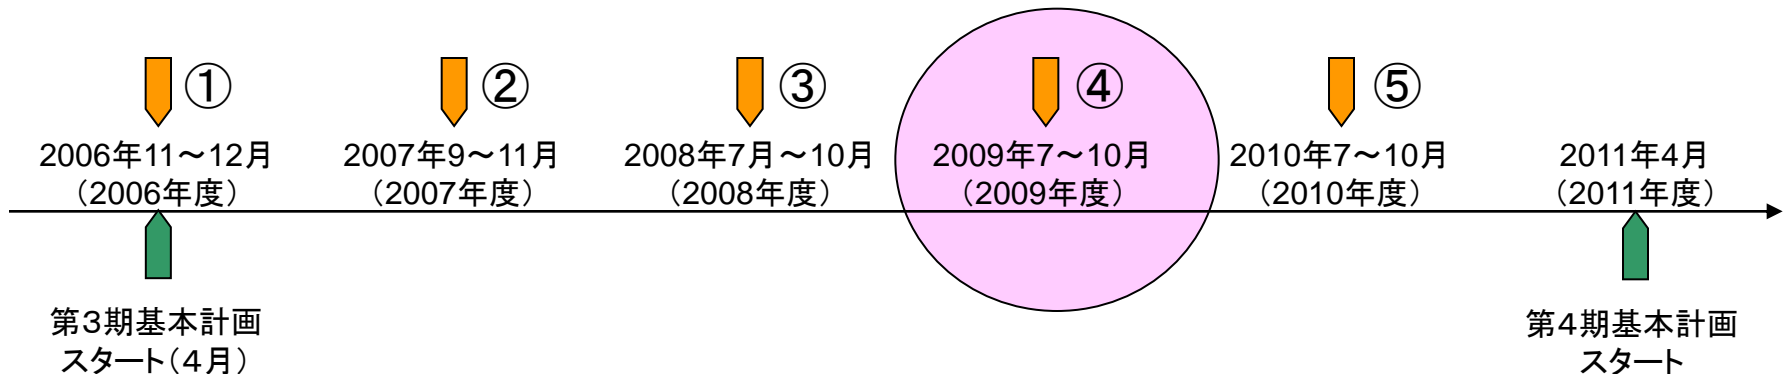 ①
②
③
④
⑤
2006年11～12月
（2006年度）
2007年9～11月
（2007年度）
2008年7月～10月
（2008年度）
2009年7～10月
（2009年度）
2010年7～10月
（2010年度）
2011年4月
（2011年度）
第３期基本計画
スタート（４月）
第４期基本計画
スタート